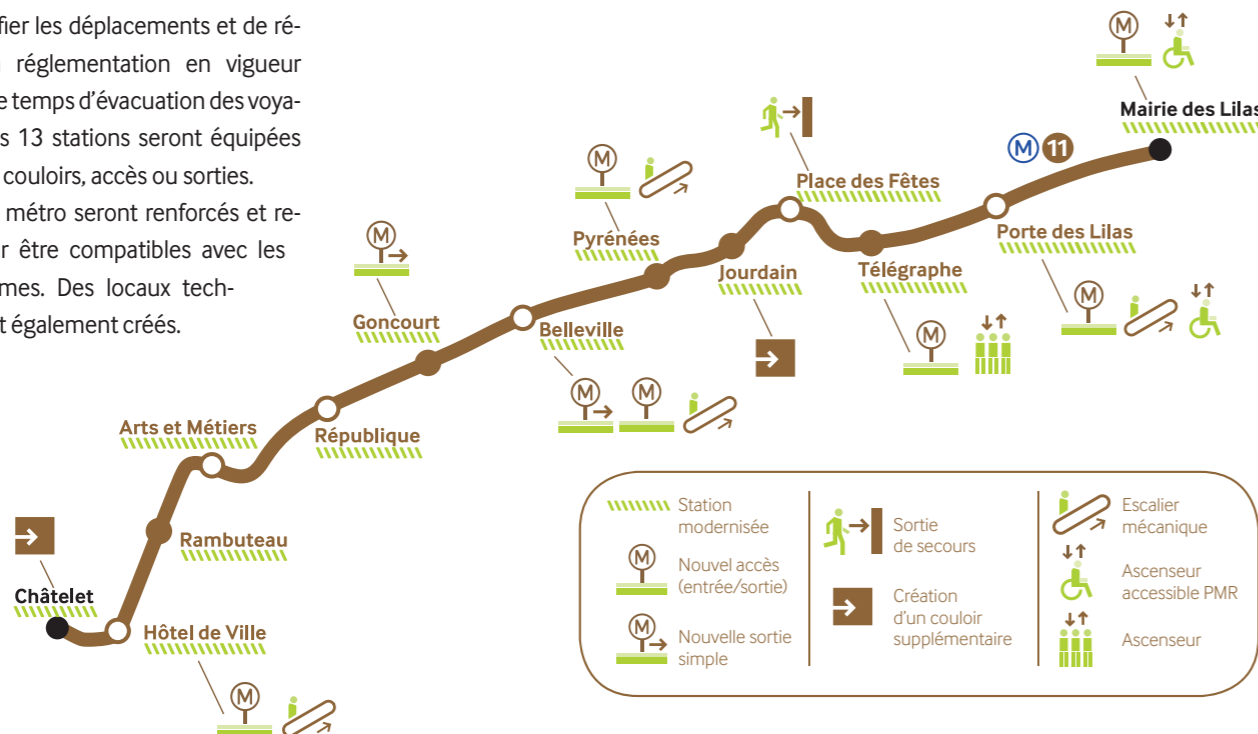 fier les déplacements et de ré-
réglementation en vigueur
e temps d'évacuation des voya-
s 13 stations seront équipées
couloirs, accès ou sorties.
métro seront renforcés et re-
r être compatibles avec les
mes. Des locaux tech-
t également créés.
M
Mairie des Lilas
M 11
Place des Fêtes
M
Pyrénées
Porte des Lilas
M
Jourdain
Télégraphe
M
Goncourt
Belleville
M
M M
Arts et Métiers
République
Rambuteau
Châtelet
Hôtel de Ville
M
Station
modernisée
M
Nouvel accès
(entrée/sortie)
M
Nouvelle sortie
simple
Sortie
de secours
Création
d'un couloir
supplémentaire
Escalier
mécanique
Ascenseur
accessible PMR
Ascenseur